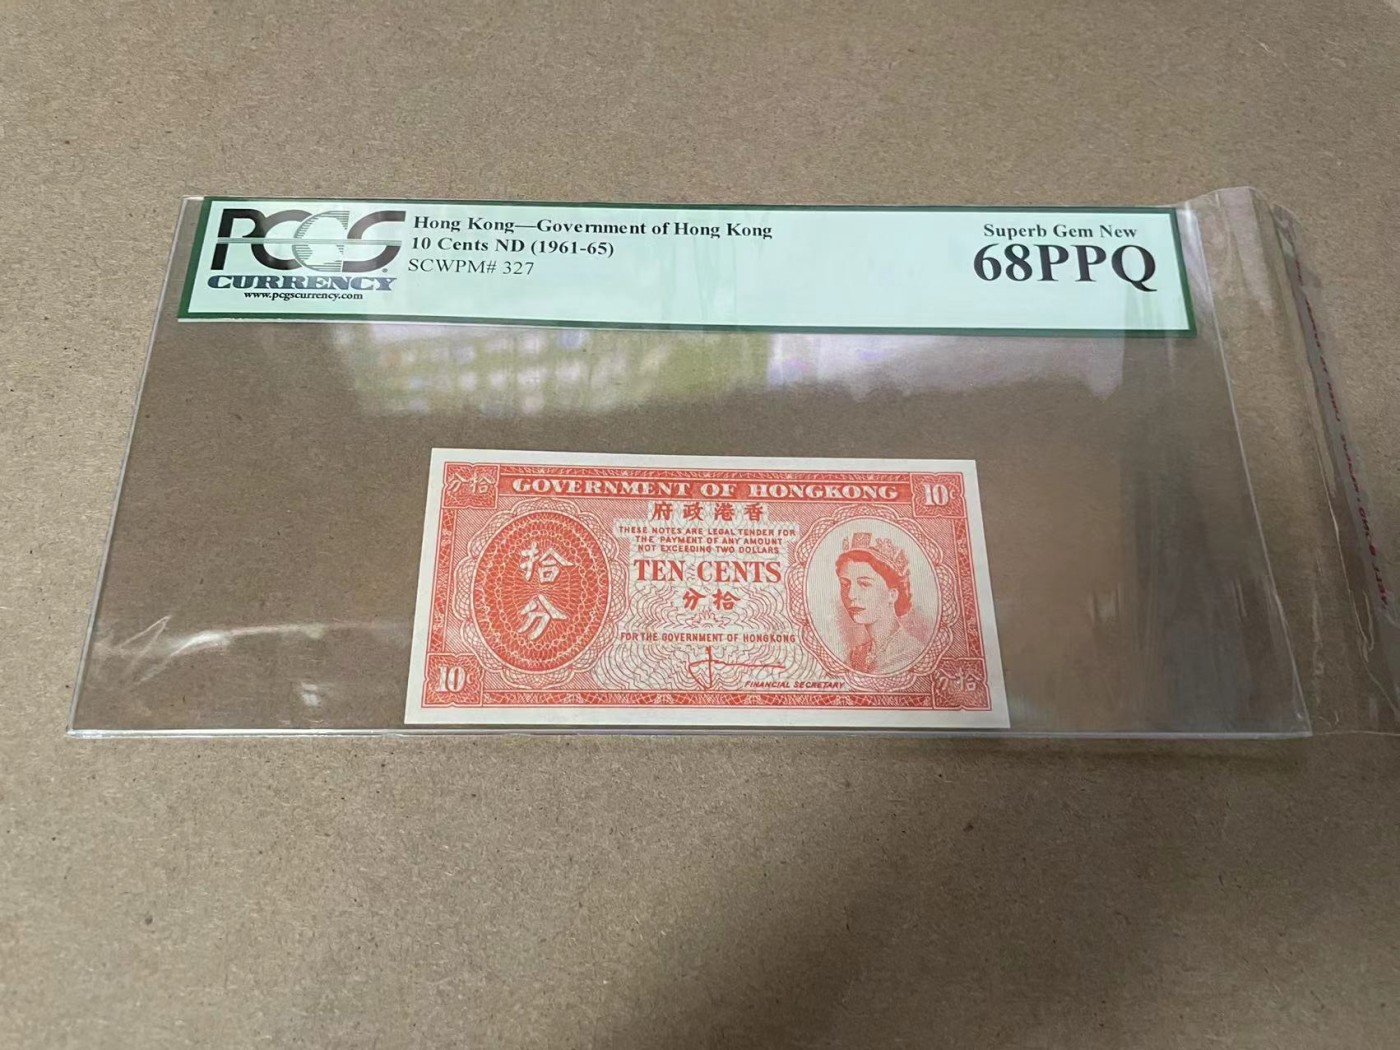 PCGS
CURRENCY
www.pcgscurrency.com
Hong Kong—Government of Hong Kong
10 Cents ND (1961-65)
SCWPM# 327
Superb Gem New
68PPQ
分拾
GOVERNMENT OF HONGKONG
10¢
府政港香
THESE NOTES ARE LEGAL TENDER FOR
THE PAYMENT OF ANY AMOUNT
NOT EXCEEDING TWO DOLLARS
拾
分
TEN CENTS
分拾
FOR THE GOVERNMENT OF HONGKONG
FINANCIAL SECRETARY
10¢
分拾